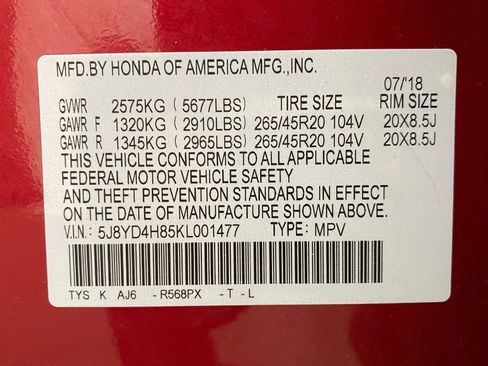 MFD.BY HONDA OF AMERICA MFG.,INC.
07/'18
GVWR 2575KG (5677LBS) TIRE SIZE RIM SIZE
GAWR F 1320KG (2910LBS) 265/45R20 104V 20X8.5J
GAWR R 1345KG (2965LBS) 265/45R20 104V 20X8.5J
THIS VEHICLE CONFORMS TO ALL APPLICABLE
FEDERAL MOTOR VEHICLE SAFETY
AND THEFT PREVENTION STANDARDS IN EFFECT
ON THE DATE OF MANUFACTURE SHOWN ABOVE.
V.I.N.: 5J8YD4H85KL001477 TYPE: MPV
TYS K AJ6 -R568PX -T -L